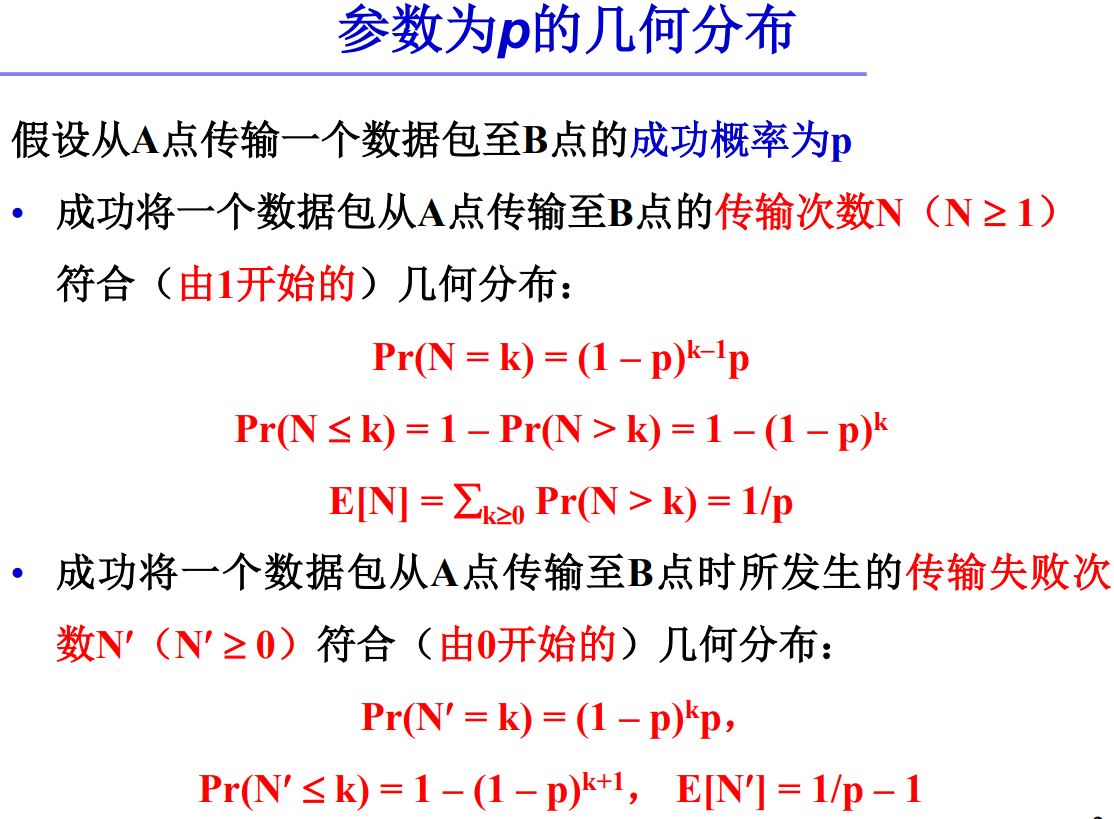 参数为p的几何分布
假设从A点传输一个数据包至B点的成功概率为p
• 成功将一个数据包从A点传输至B点的传输次数N（N ≥ 1）
符合（由1开始的）几何分布：
Pr(N = k) = (1 – p)ᵏ⁻¹p
Pr(N ≤ k) = 1 – Pr(N > k) = 1 – (1 – p)ᵏ
E[N] = ∑ₖ≥₀ Pr(N > k) = 1/p
• 成功将一个数据包从A点传输至B点时所发生的传输失败次
数N′（N′ ≥ 0）符合（由0开始的）几何分布：
Pr(N′ = k) = (1 – p)ᵏp，
Pr(N′ ≤ k) = 1 – (1 – p)ᵏ⁺¹， E[N′] = 1/p – 1